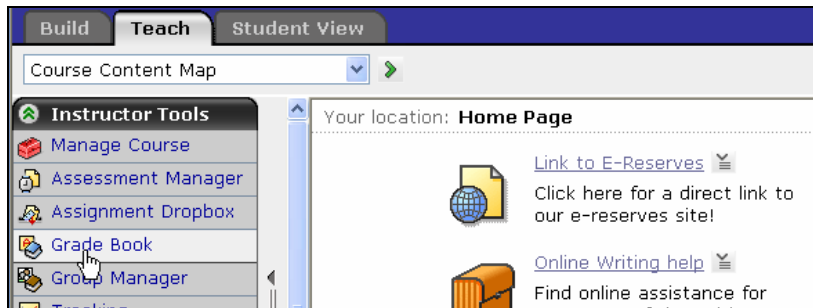 Build Teach Student View
Course Content Map
Instructor Tools
Manage Course
Assessment Manager
Assignment Dropbox
Grade Book
Group Manager
Tracking
Your location: Home Page
Link to E-Reserves
Click here for a direct link to
our e-reserves site!
Online Writing help
Find online assistance for